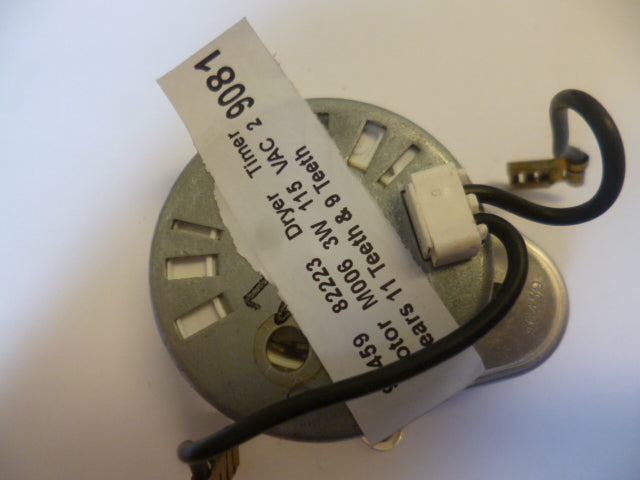 459 82223 Dryer Timer
otor M006 3W 115 VAC 2
ears 11 Teeth & 9 Teeth
9081